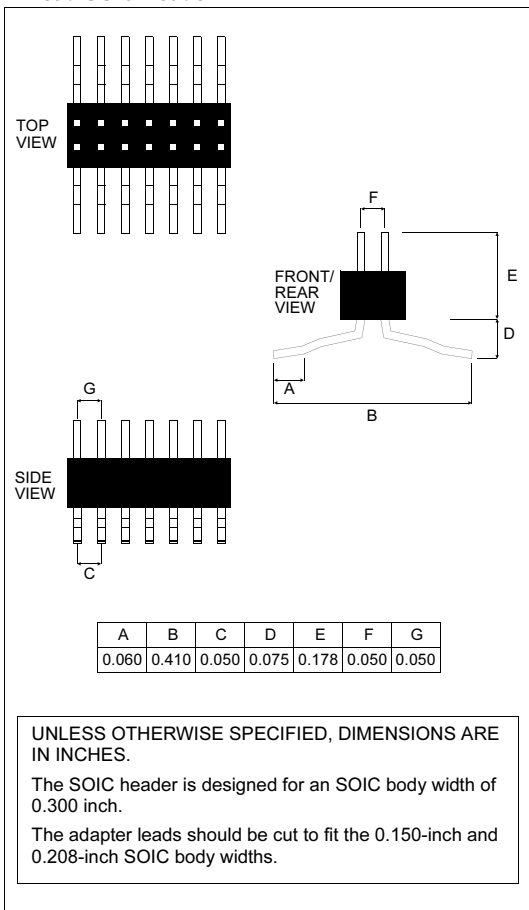 TOP
VIEW
F
E
FRONT/
REAR
VIEW
D
A
B
G
SIDE
VIEW
C
A B C D E F G
0.060 0.410 0.050 0.075 0.178 0.050 0.050
UNLESS OTHERWISE SPECIFIED, DIMENSIONS ARE
IN INCHES.
The SOIC header is designed for an SOIC body width of
0.300 inch.
The adapter leads should be cut to fit the 0.150-inch and
0.208-inch SOIC body widths.